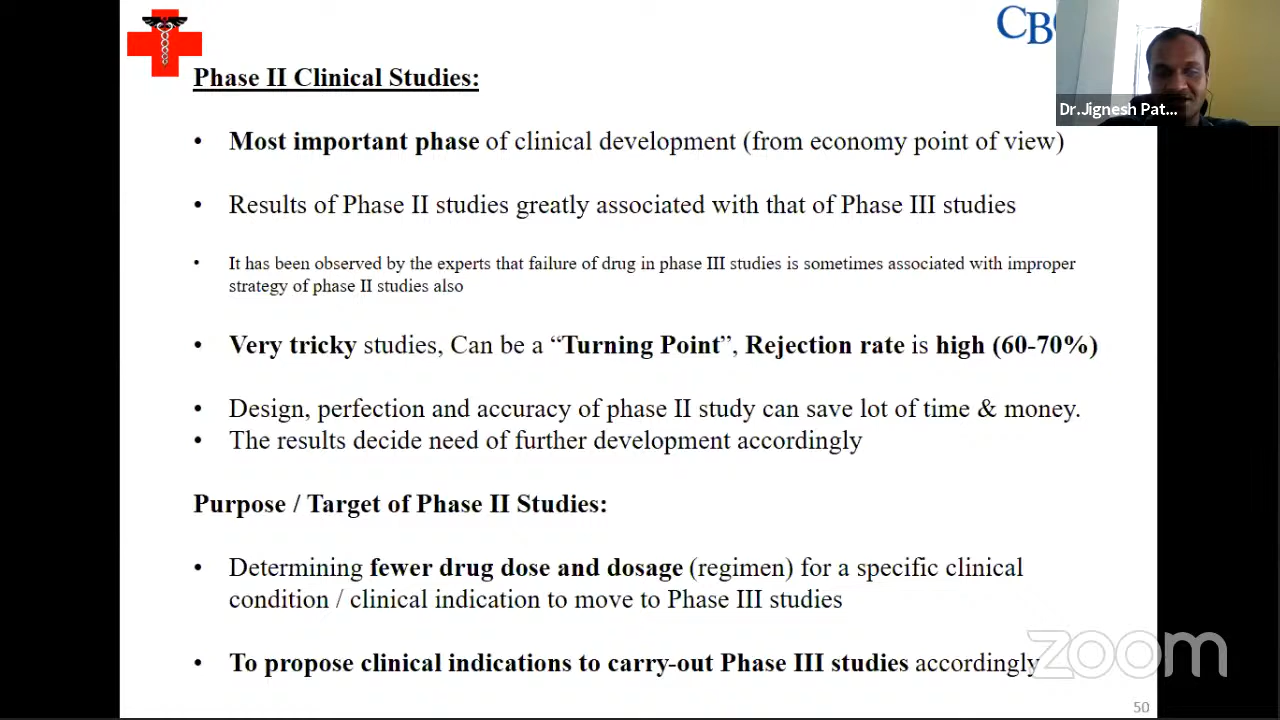 CB
Dr.Jignesh Pat...
Phase II Clinical Studies:
• Most important phase of clinical development (from economy point of view)
• Results of Phase II studies greatly associated with that of Phase III studies
• It has been observed by the experts that failure of drug in phase III studies is sometimes associated with improper
strategy of phase II studies also
• Very tricky studies, Can be a “Turning Point”, Rejection rate is high (60-70%)
• Design, perfection and accuracy of phase II study can save lot of time & money.
• The results decide need of further development accordingly
Purpose / Target of Phase II Studies:
• Determining fewer drug dose and dosage (regimen) for a specific clinical
condition / clinical indication to move to Phase III studies
• To propose clinical indications to carry-out Phase III studies accordingly
zoom
50